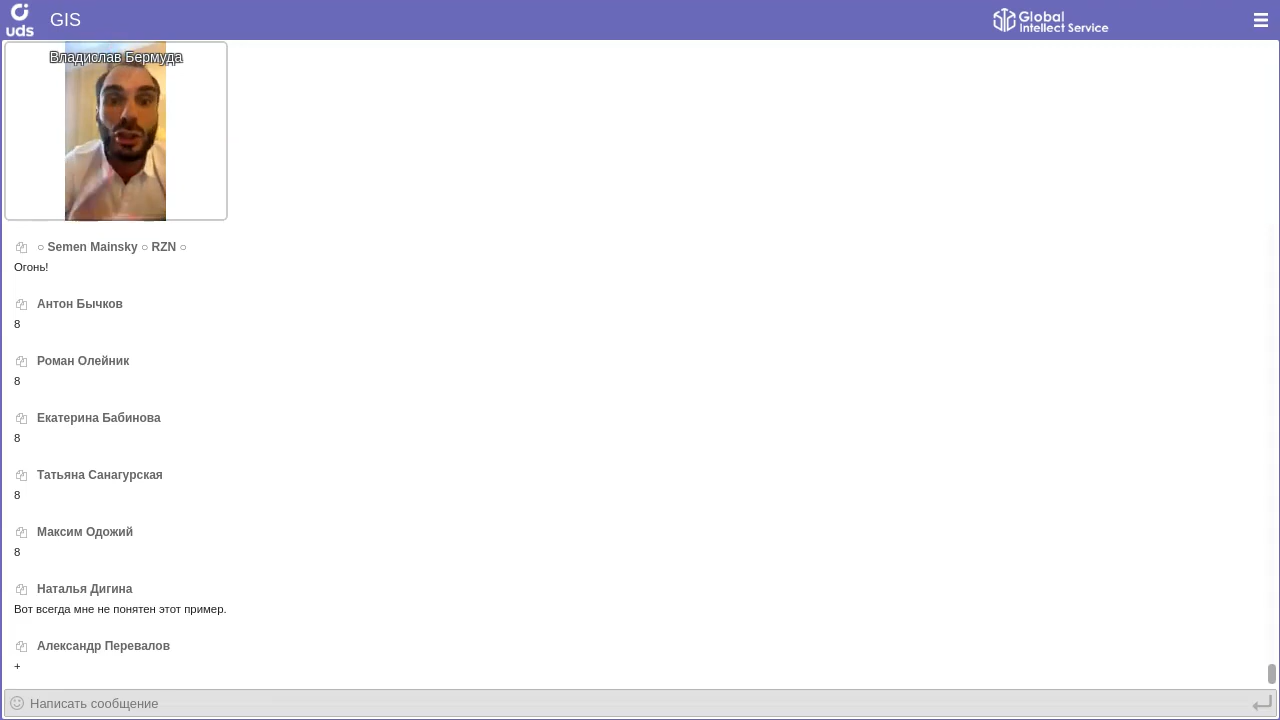 uds
GIS
Global
Intellect Service
Владислав Бермуда
○ Semen Mainsky ○ RZN ○
Огонь!
Антон Бычков
8
Роман Олейник
8
Екатерина Бабинова
8
Татьяна Санагурская
8
Максим Одожий
8
Наталья Дигина
Вот всегда мне не понятен этот пример.
Александр Перевалов
+
Написать сообщение